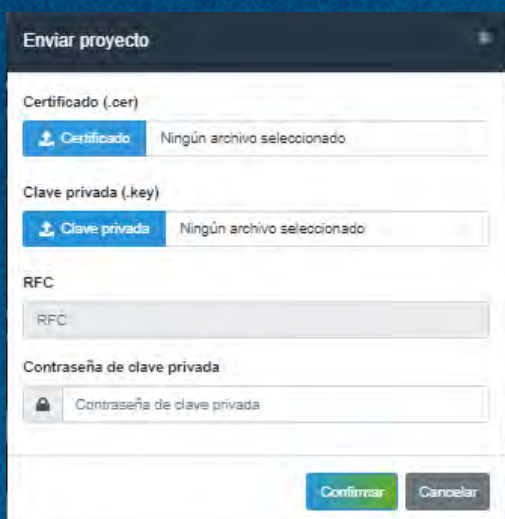 Enviar proyecto
Certificado (.cer)
Certificado Ningún archivo seleccionado
Clave privada (.key)
Clave privada Ningún archivo seleccionado
RFC
RFC
Contraseña de clave privada
Contraseña de clave privada
Confirmar Cancelar